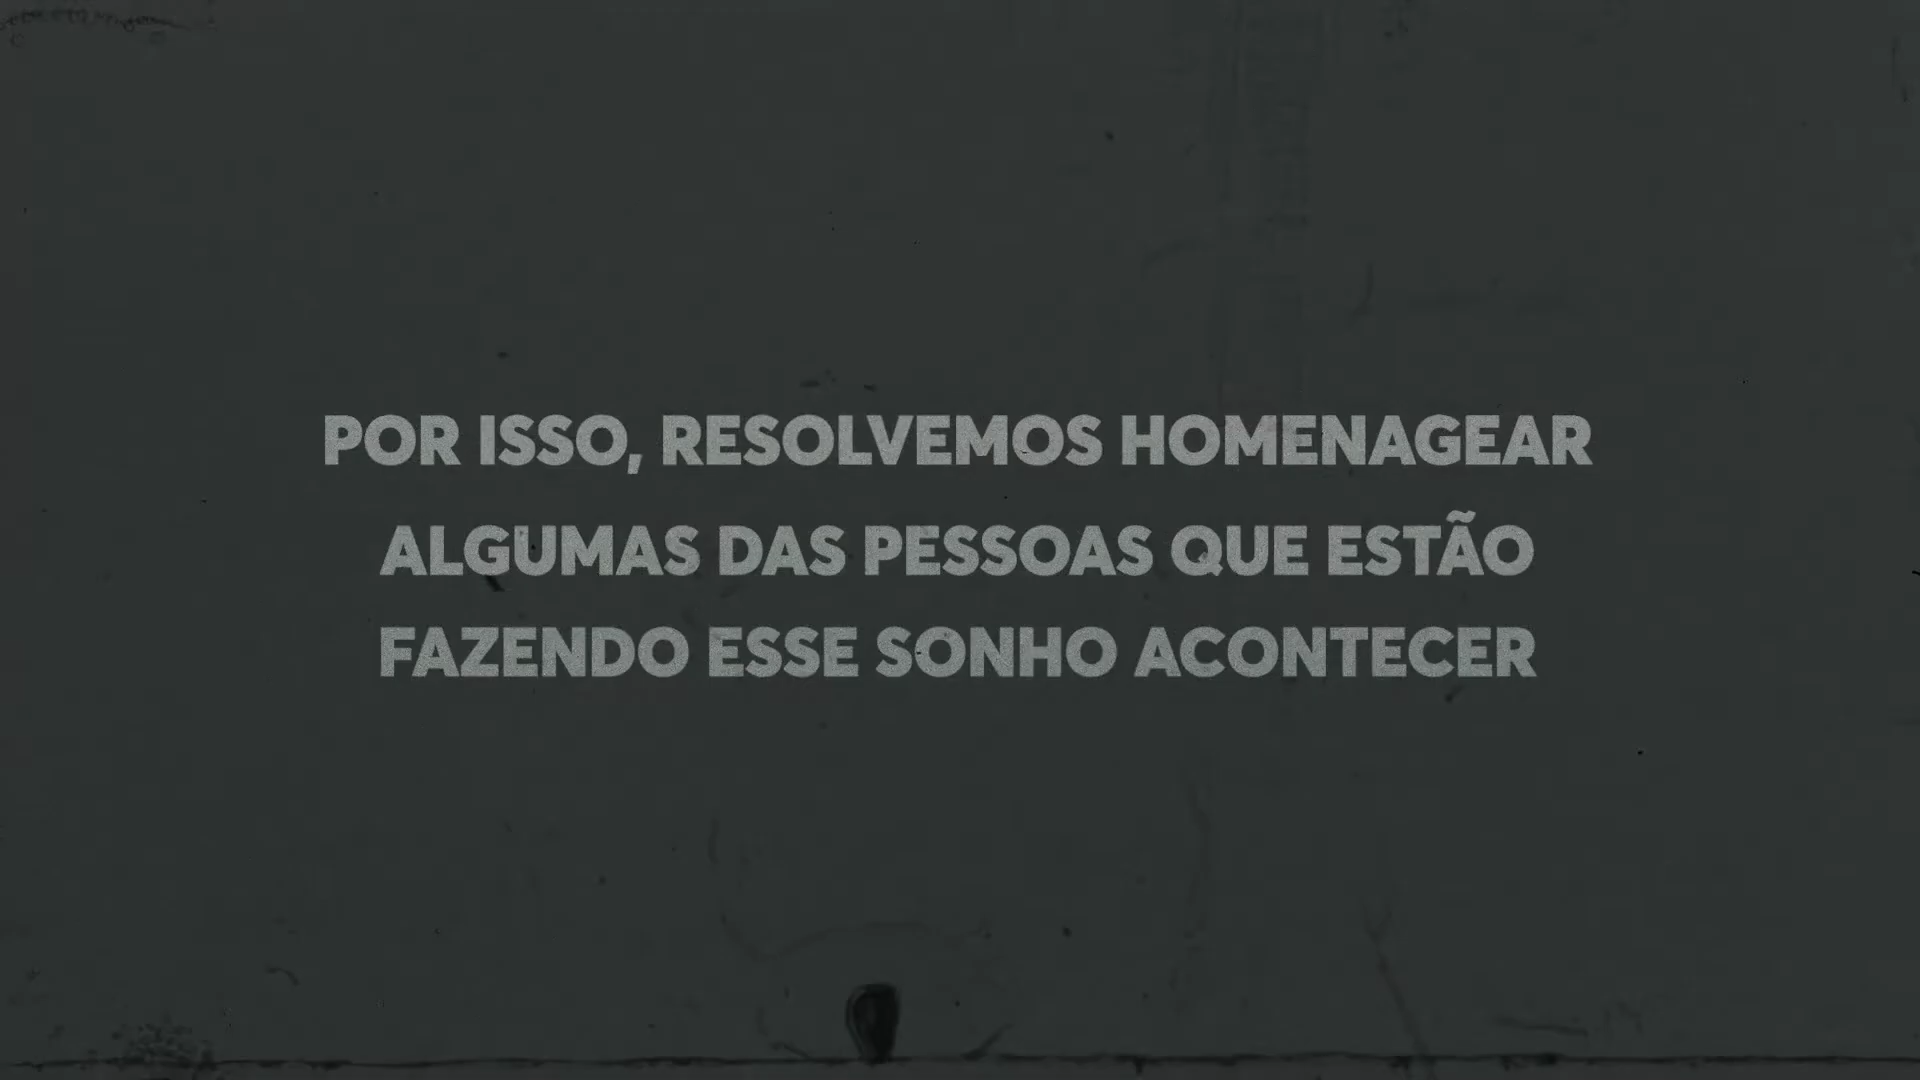 POR ISSO, RESOLVEMOS HOMENAGEAR
ALGUMAS DAS PESSOAS QUE ESTÃO
FAZENDO ESSE SONHO ACONTECER